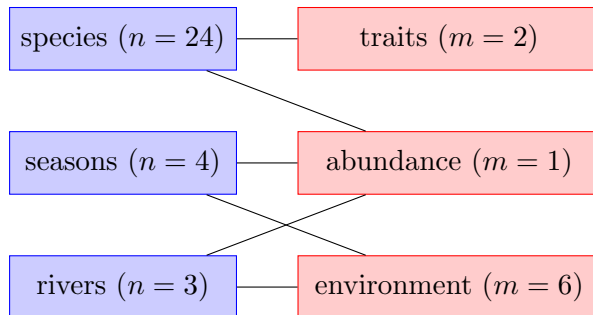 species (n = 24)
traits (m = 2)
seasons (n = 4)
abundance (m = 1)
rivers (n = 3)
environment (m = 6)